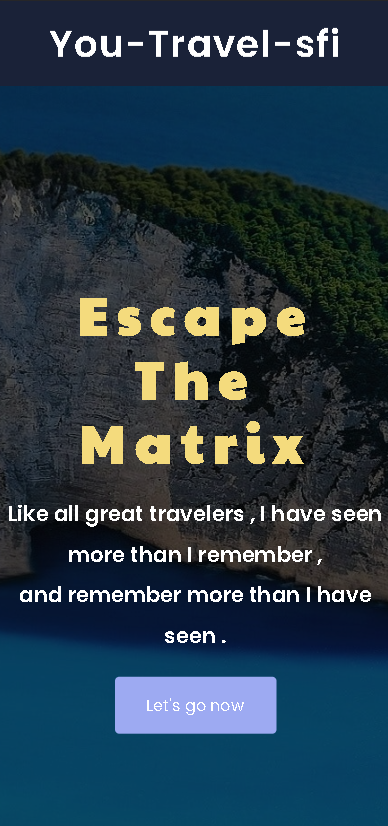 You-Travel-sfi
Escape
The
Matrix
Like all great travelers , I have seen
more than I remember ,
and remember more than I have
seen .
Let's go now